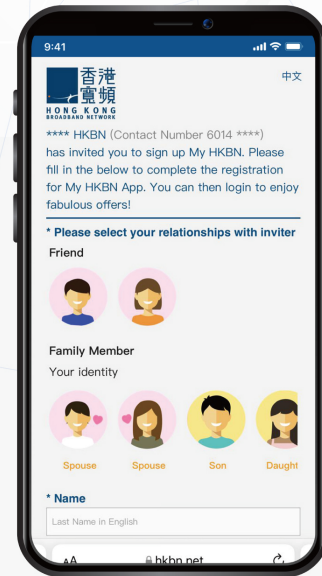 9:41
香港
寬頻
HONG KONG
BROADBAND NETWORK
中文
**** HKBN (Contact Number 6014 ****)
has invited you to sign up My HKBN. Please
fill in the below to complete the registration
for My HKBN App. You can then login to enjoy
fabulous offers!
* Please select your relationships with inviter
Friend
Family Member
Your identity
Spouse Spouse Son Daught
* Name
Last Name in English
AA hkbn.net